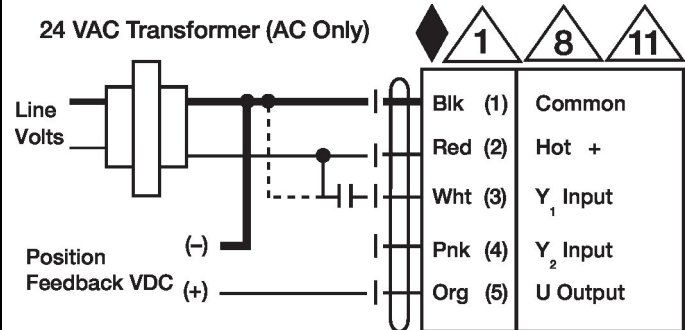 24 VAC Transformer (AC Only)
1
8
11
Line
Volts
Blk (1) Common
Red (2) Hot +
Wht (3) Y1 Input
Pnk (4) Y2 Input
Org (5) U Output
Position
Feedback VDC
(–)
(+)